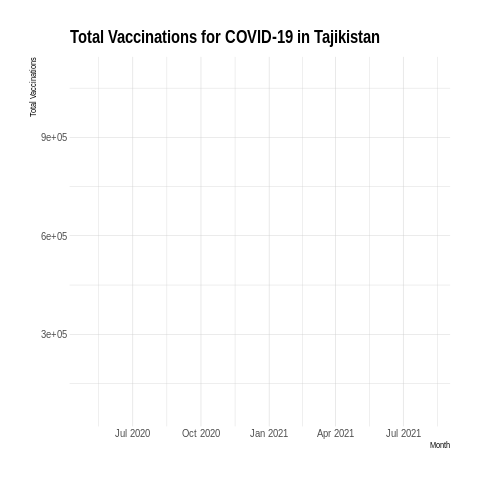 Total Vaccinations for COVID-19 in Tajikistan
Total Vaccinations
9e+05
6e+05
3e+05
Jul 2020 Oct 2020 Jan 2021 Apr 2021 Jul 2021
Month